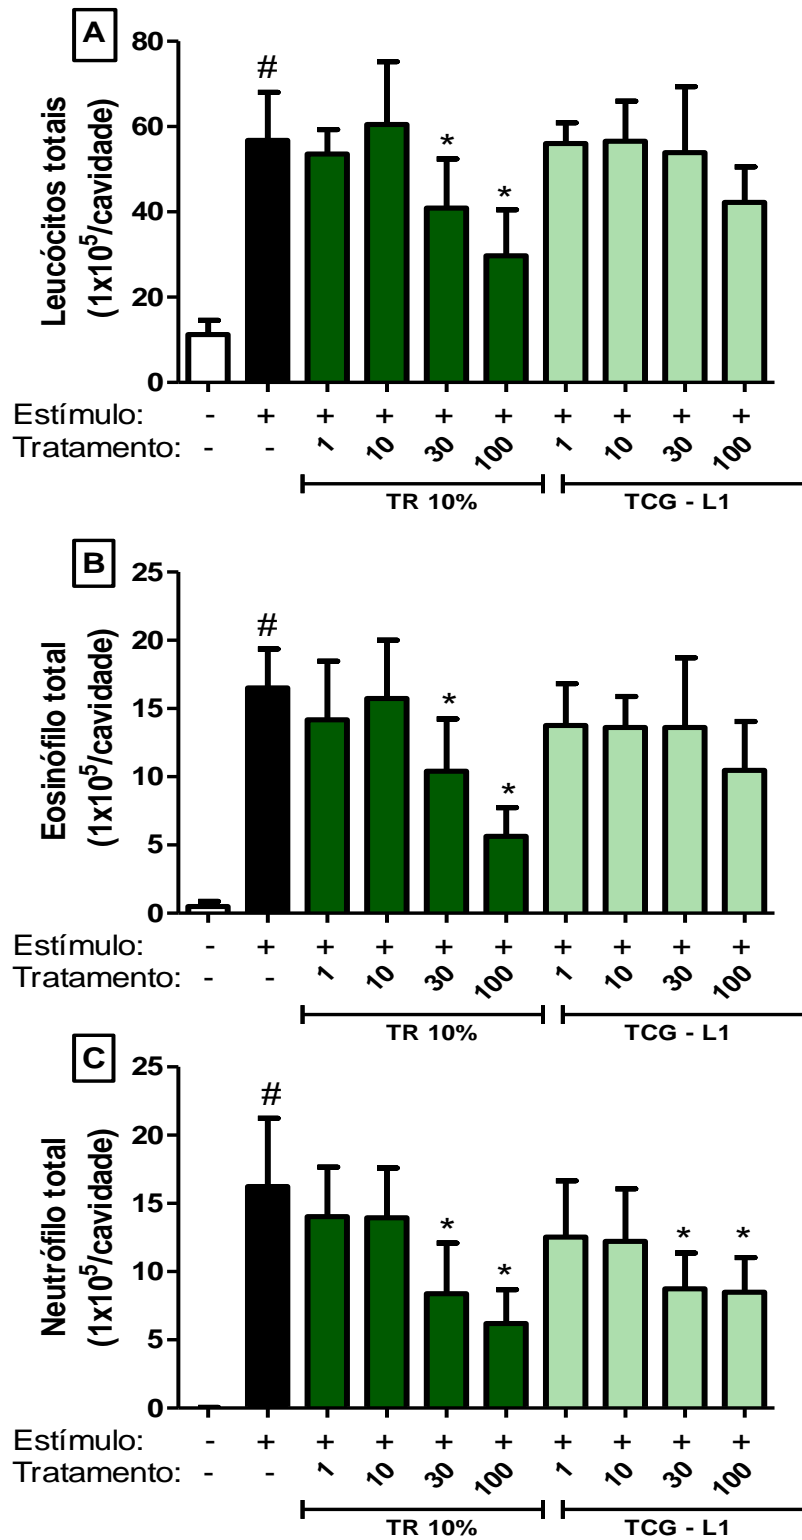 A
Leucócitos totais
(1x10⁵/cavidade)
80
60
40
20
0
#
*
*
Estímulo: - + + + + + + + + +
Tratamento: - - 1 10 30 100 1 10 30 100
TR 10% TCG - L1
B
Eosinófilo total
(1x10⁵/cavidade)
25
20
15
10
5
0
#
*
*
Estímulo: - + + + + + + + + +
Tratamento: - - 1 10 30 100 1 10 30 100
TR 10% TCG - L1
C
Neutrófilo total
(1x10⁵/cavidade)
25
20
15
10
5
0
#
*
*
*
*
Estímulo: - + + + + + + + + +
Tratamento: - - 1 10 30 100 1 10 30 100
TR 10% TCG - L1